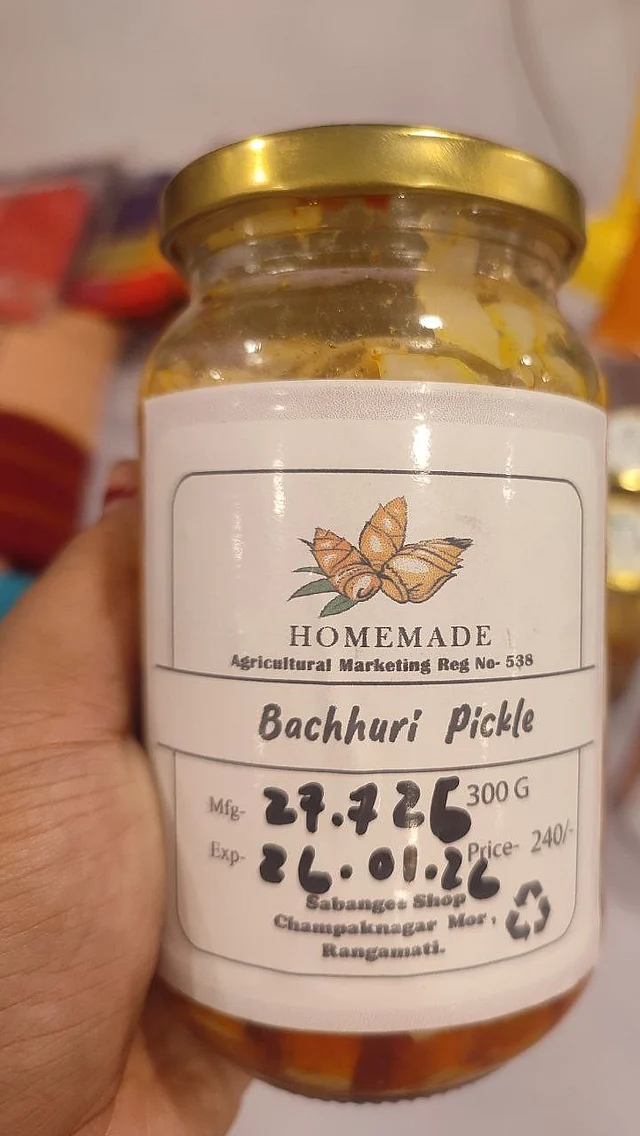 HOMEMADE
Agricultural Marketing Reg No- 538
Bachhuri Pickle
Mfg- 27.7 26 300 G
Exp- 26.01.26 Price- 240/-
Sabangee Shop
Champaknagar Mor,
Rangamati.